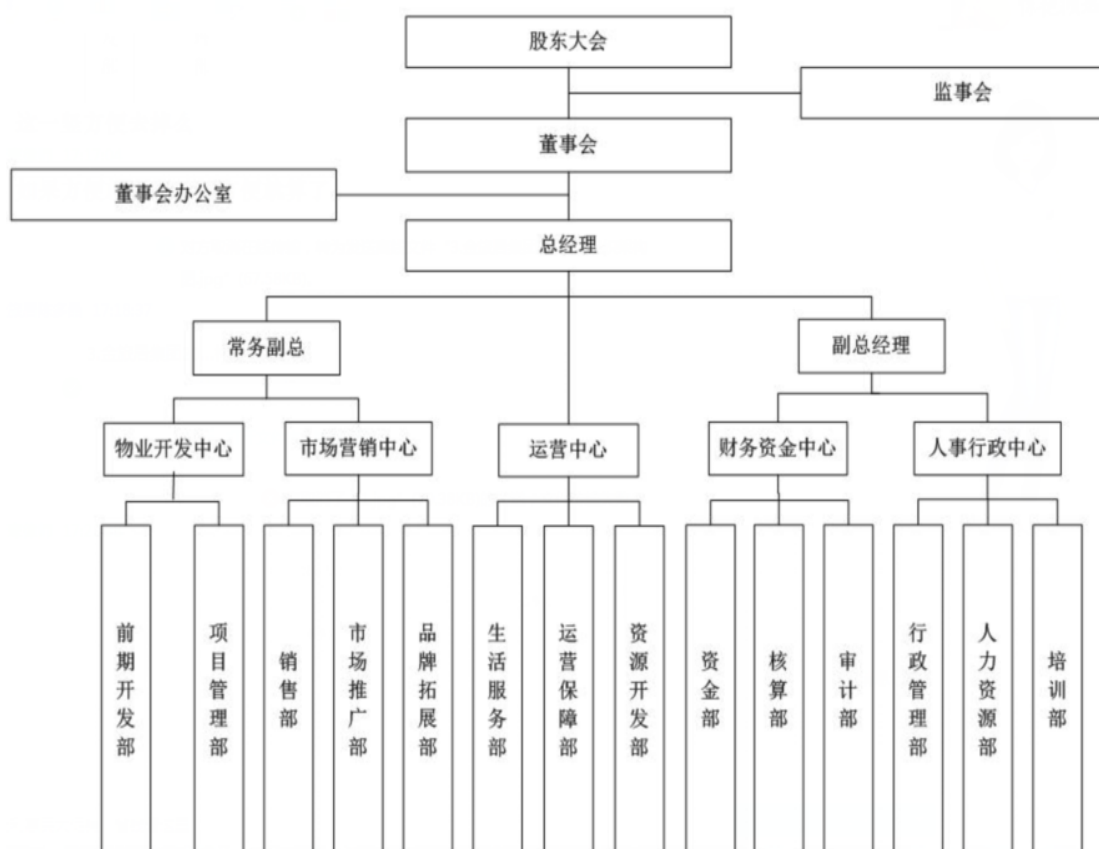 股东大会
监事会
董事会
董事会办公室
总经理
常务副总
副总经理
物业开发中心
市场营销中心
运营中心
财务资金中心
人事行政中心
前期开发部
项目管理部
销售部
市场推广部
品牌拓展部
生活服务部
运营保障部
资源开发部
资金部
核算部
审计部
行政管理部
人力资源部
培训部